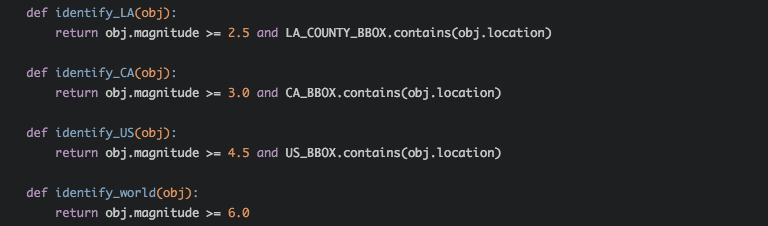 def identify_LA(obj):
    return obj.magnitude >= 2.5 and LA_COUNTY_BBOX.contains(obj.location)
def identify_CA(obj):
    return obj.magnitude >= 3.0 and CA_BBOX.contains(obj.location)
def identify_US(obj):
    return obj.magnitude >= 4.5 and US_BBOX.contains(obj.location)
def identify_world(obj):
    return obj.magnitude >= 6.0